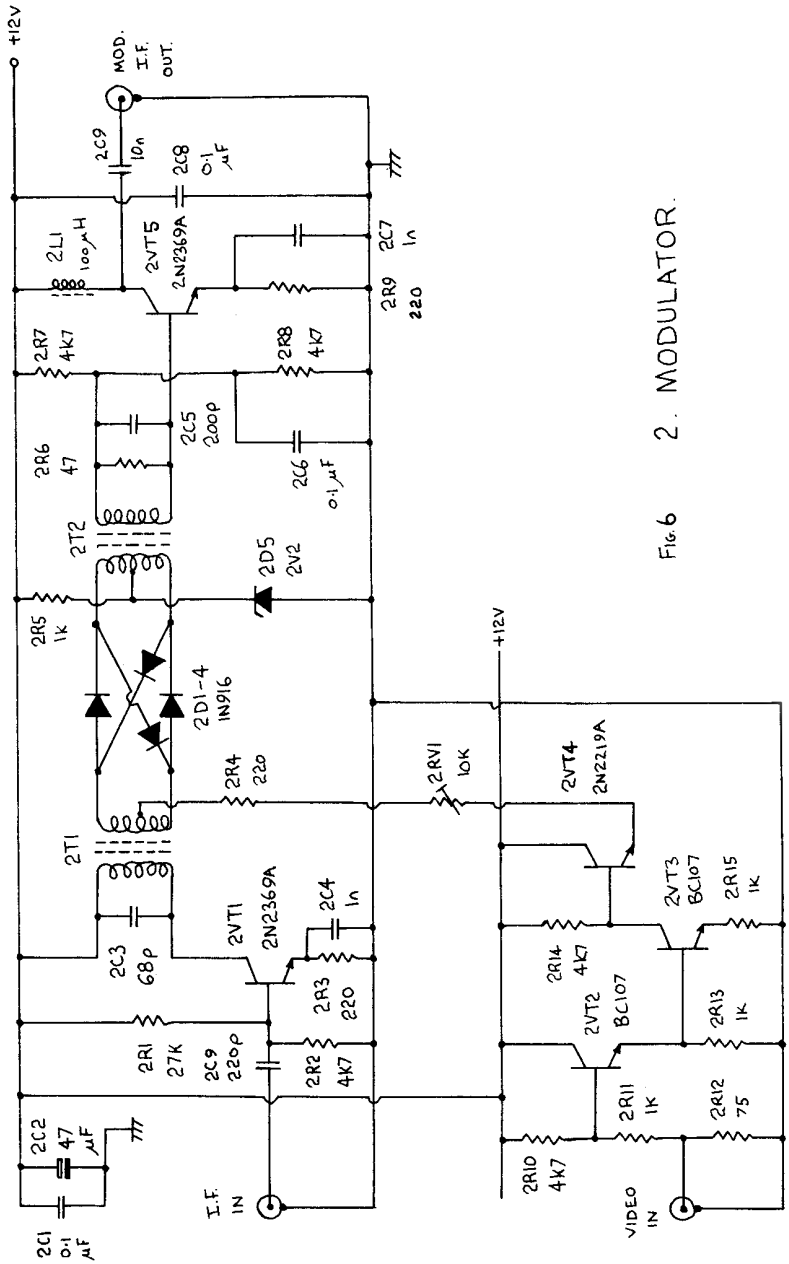 +12V
2C1
0.1
µF
2C2
47
µF
2R1
27K
2C3
68p
2T1
2R5
1k
2T2
2R6
47
2R7
4K7
2L1
100µH
2C9
10n
MOD.
I.F.
OUT.
2C5
200p
2VT5
2N2369A
2C8
0.1
µF
2D1-4
1N916
2R4
220
2VT1
2N2369A
2C9
220p
2R2
4K7
2R3
220
2C4
1n
2D5
2V2
2C6
0.1µF
2R8
4K7
2R9
220
2C7
1n
I.F.
IN
2RV1
10K
+12V
2R10
4k7
2R11
1K
2R12
75
2VT2
BC107
2R13
1K
2R14
4K7
2VT3
BC107
2R15
1K
2VT4
2N2219A
VIDEO
IN
FIG.6 2. MODULATOR.